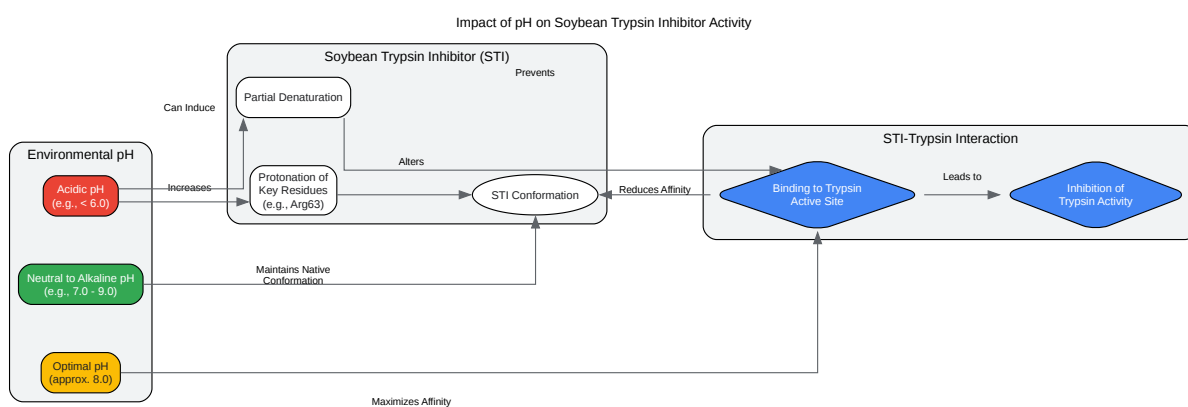 Impact of pH on Soybean Trypsin Inhibitor Activity
Soybean Trypsin Inhibitor (STI)
Prevents
Partial Denaturation
Can Induce
Environmental pH
STI-Trypsin Interaction
Alters
Acidic pH
(e.g., < 6.0)
Increases
Protonation of
Key Residues
(e.g., Arg63)
STI Conformation
Reduces Affinity
Binding to Trypsin
Active Site
Leads to
Inhibition of
Trypsin Activity
Neutral to Alkaline pH
(e.g., 7.0 - 9.0)
Maintains Native
Conformation
Optimal pH
(approx. 8.0)
Maximizes Affinity